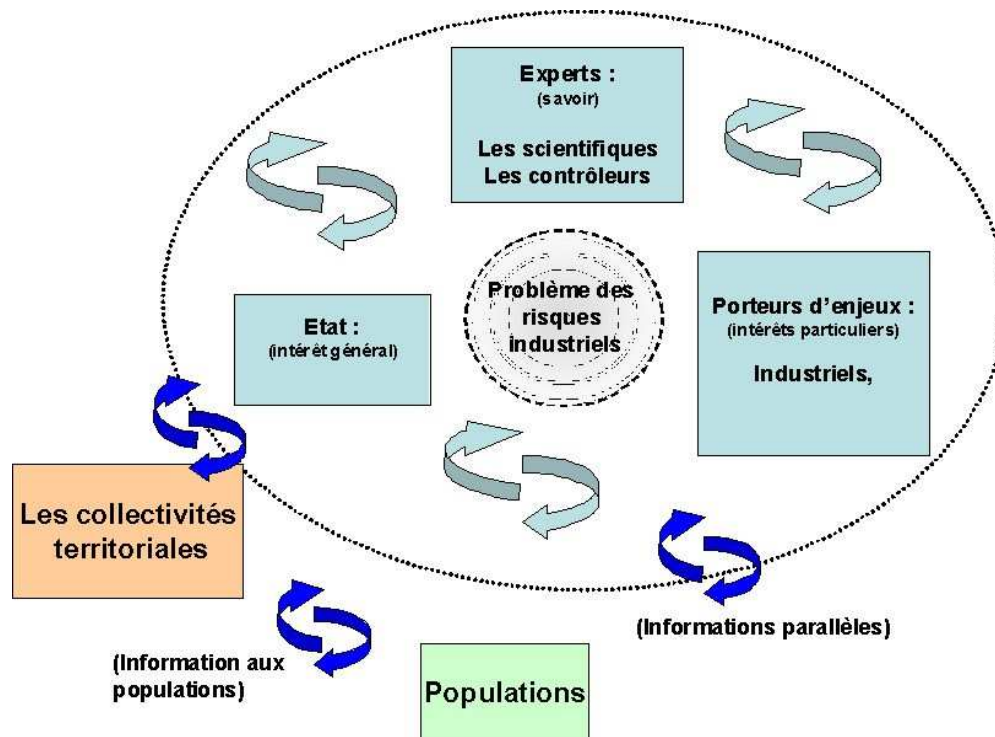 Experts :
(savoir)
Les scientifiques
Les contrôleurs
Problème des
risques
industriels
Etat :
(intérêt général)
Porteurs d'enjeux :
(intérêts particuliers)
Industriels,
Les collectivités
territoriales
(Informations parallèles)
(Information aux
populations)
Populations